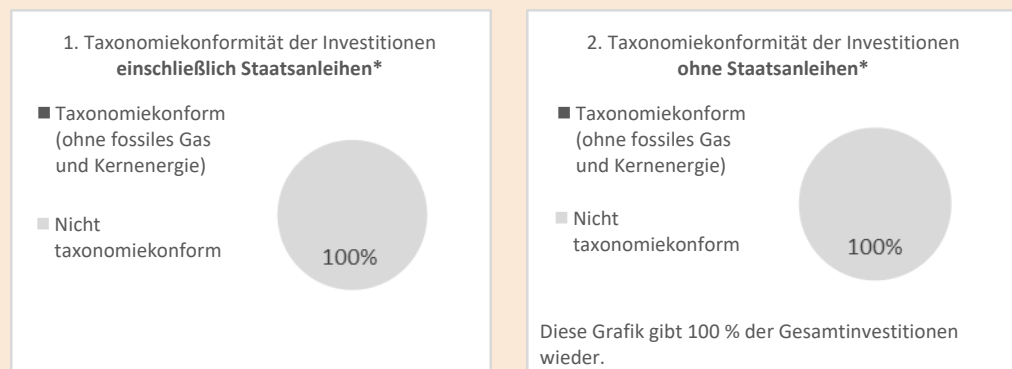 1. Taxonomiekonformität der Investitionen
einschließlich Staatsanleihen*
Taxonomiekonform
(ohne fossiles Gas
und Kernenergie)
Nicht
taxonomiekonform
100%
2. Taxonomiekonformität der Investitionen
ohne Staatsanleihen*
Taxonomiekonform
(ohne fossiles Gas
und Kernenergie)
Nicht
taxonomiekonform
100%
Diese Grafik gibt 100 % der Gesamtinvestitionen
wieder.